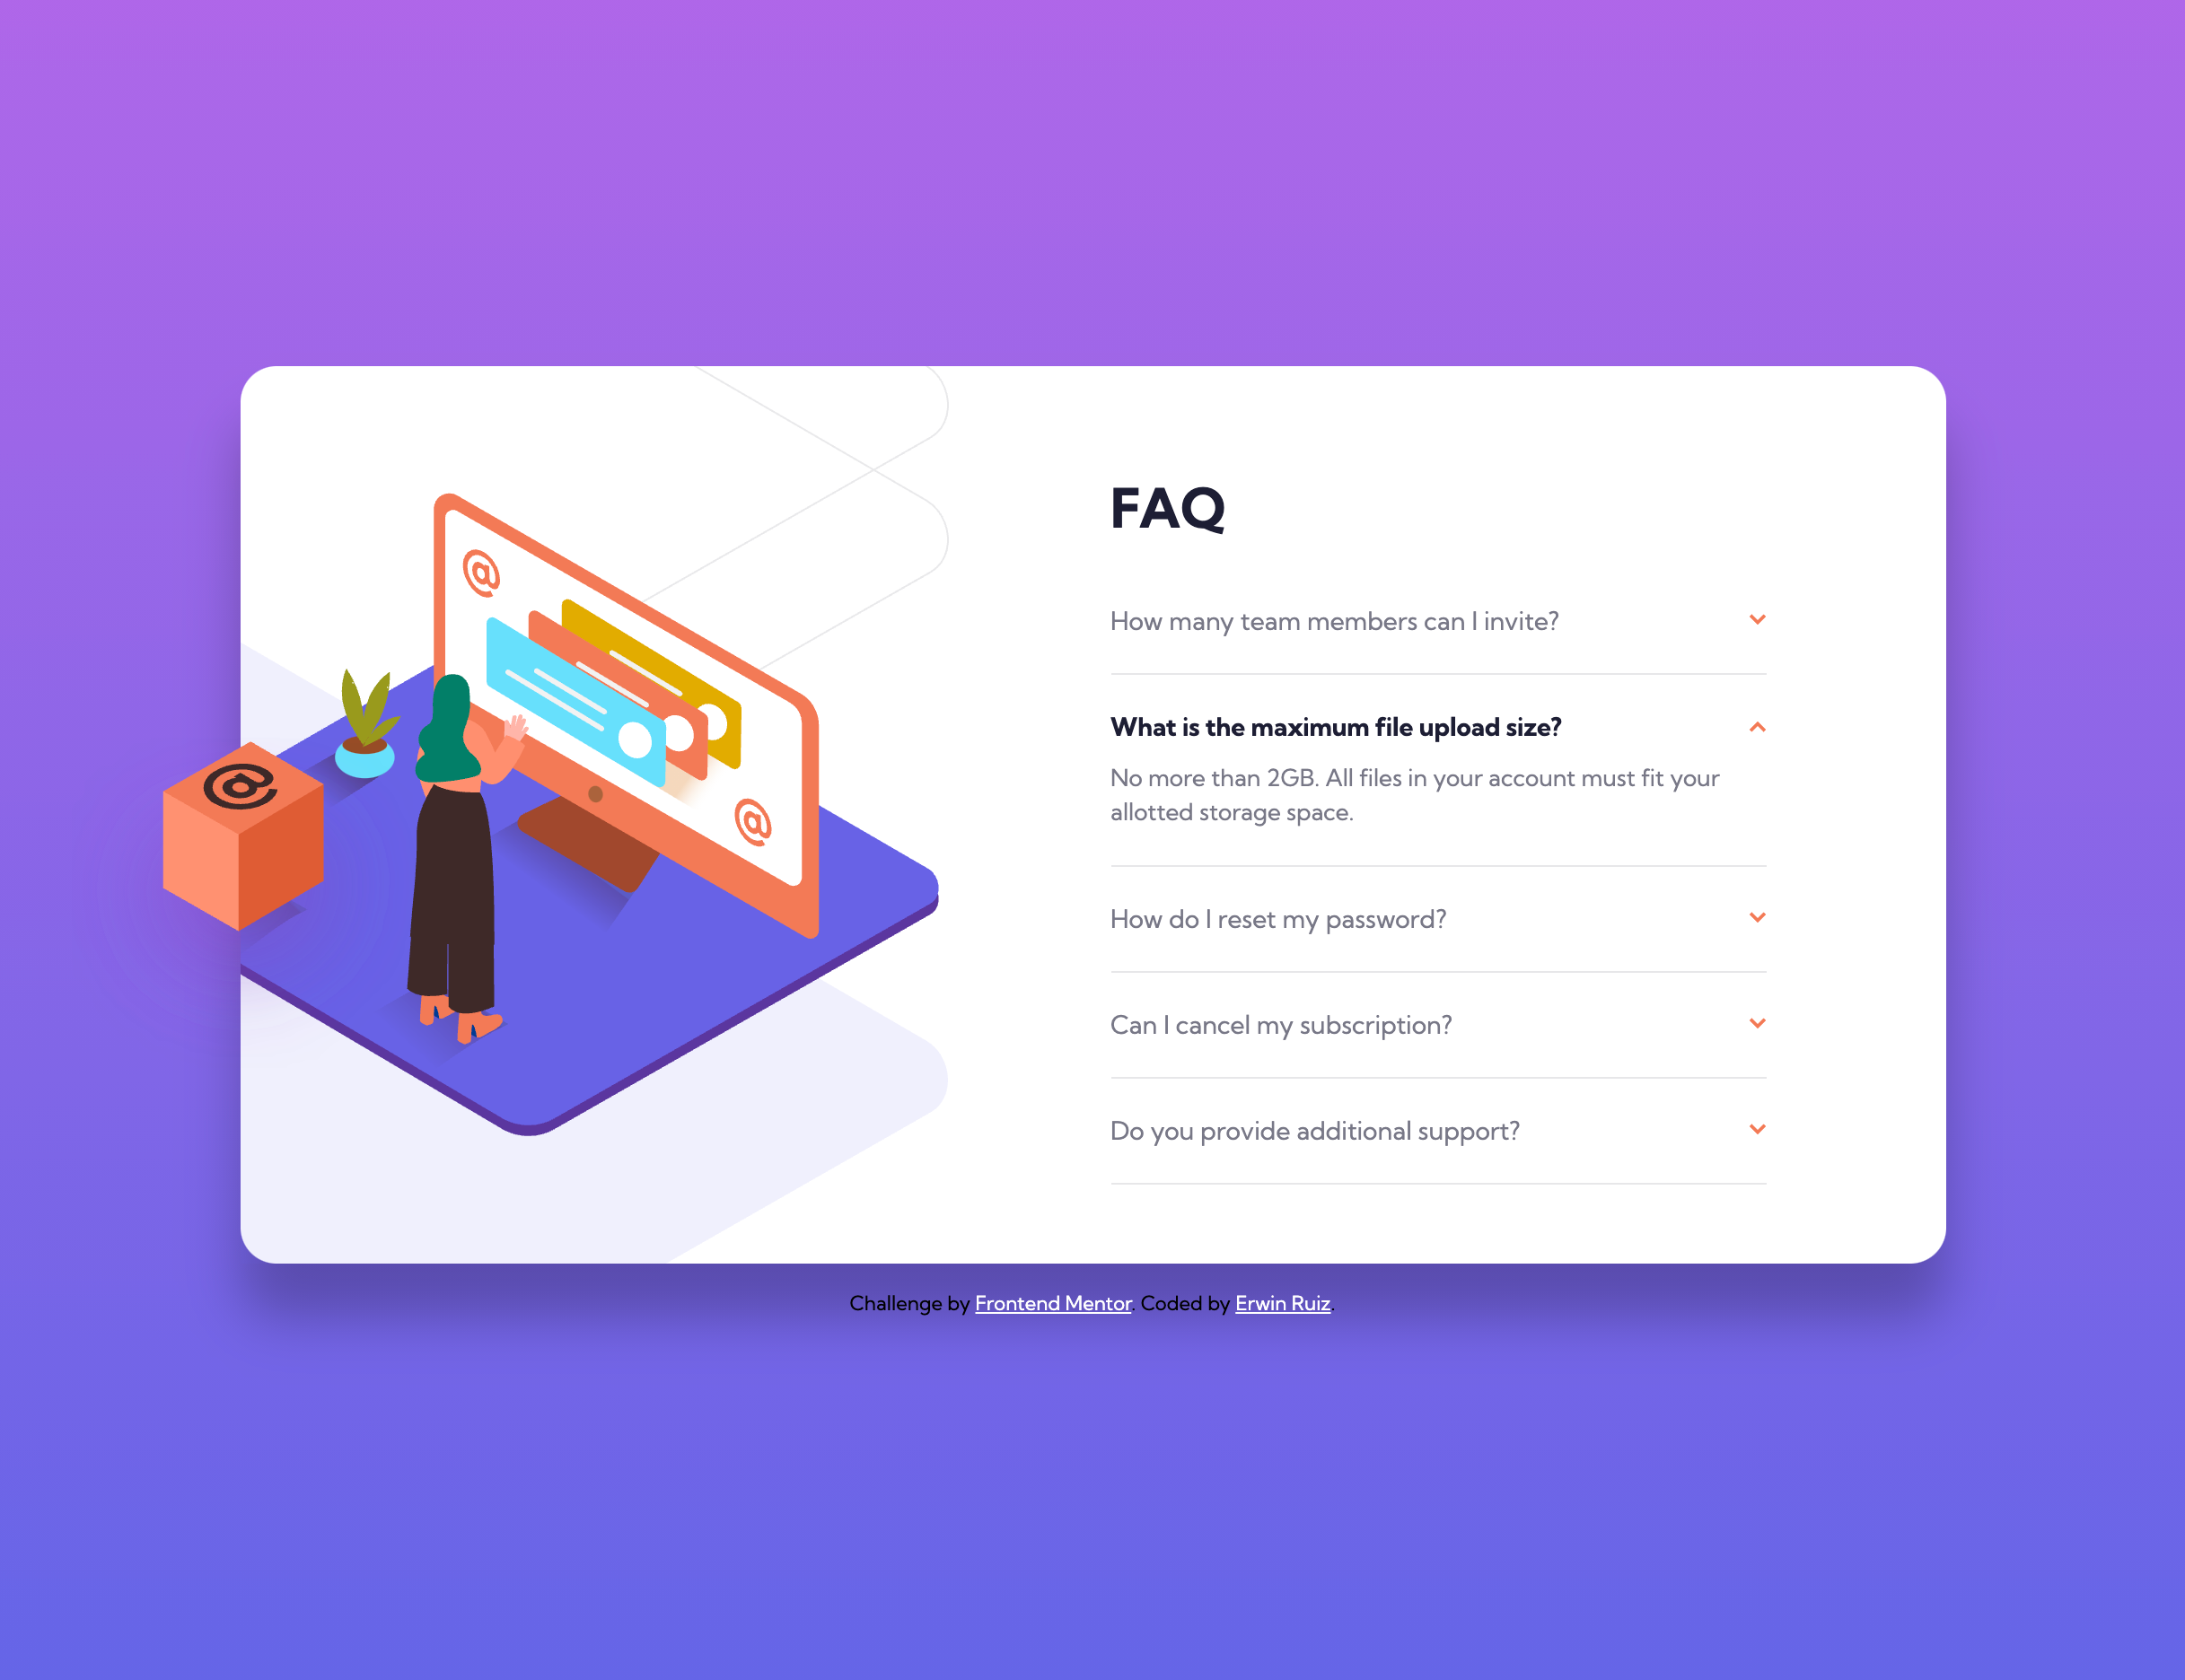 FAQ
How many team members can I invite?
What is the maximum file upload size?
No more than 2GB. All files in your account must fit your
allotted storage space.
How do I reset my password?
Can I cancel my subscription?
Do you provide additional support?
@
@
@
Challenge by Frontend Mentor. Coded by Erwin Ruiz.